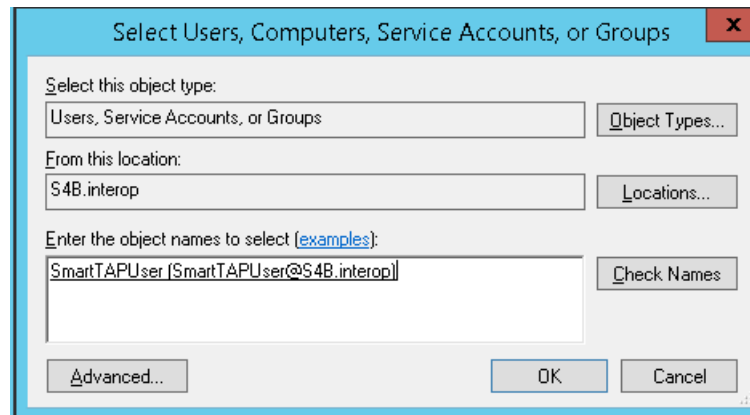 Select Users, Computers, Service Accounts, or Groups
x
Select this object type:
Users, Service Accounts, or Groups
Object Types...
From this location:
S4B.interop
Locations...
Enter the object names to select (examples):
SmartTAPUser (SmartTAPUser@S4B.interop)
Check Names
Advanced...
OK
Cancel